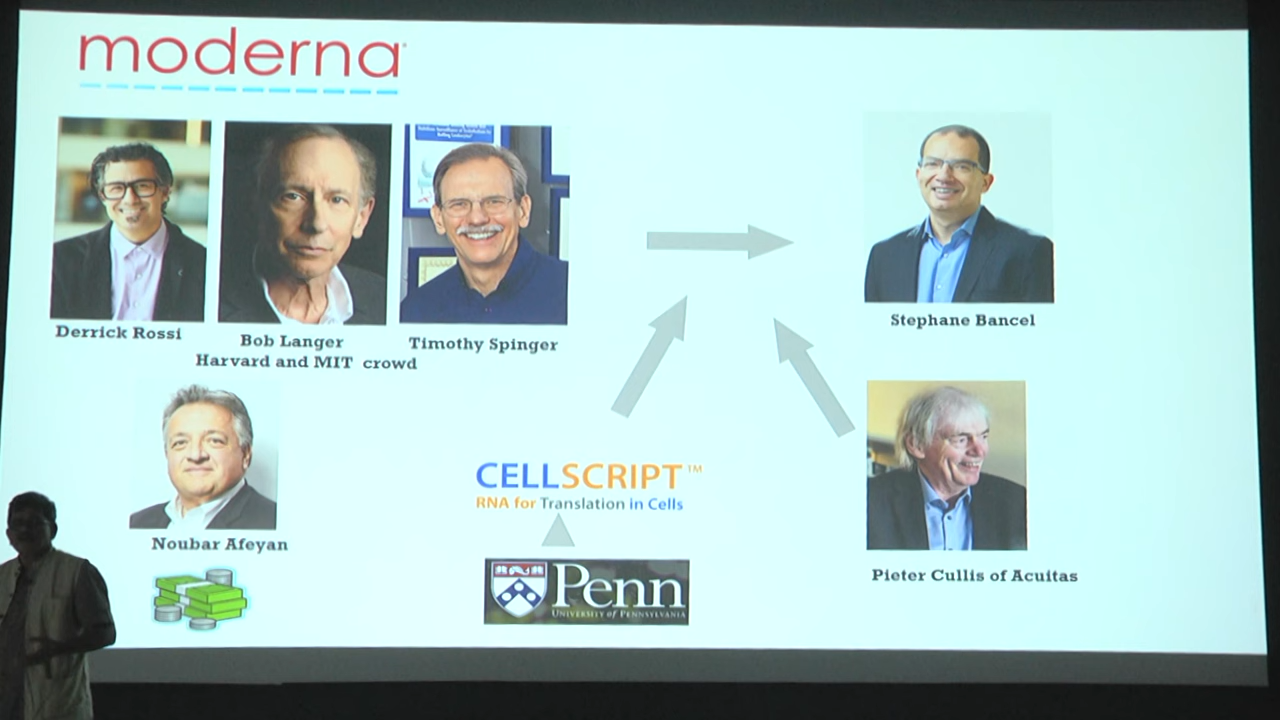 moderna
Derrick Rossi
Bob Langer
Harvard and MIT crowd
Timothy Spinger
Stephane Bancel
Noubar Afeyan
CELLSCRIPT™
RNA for Translation in Cells
Penn
UNIVERSITY of PENNSYLVANIA
Pieter Cullis of Acuitas